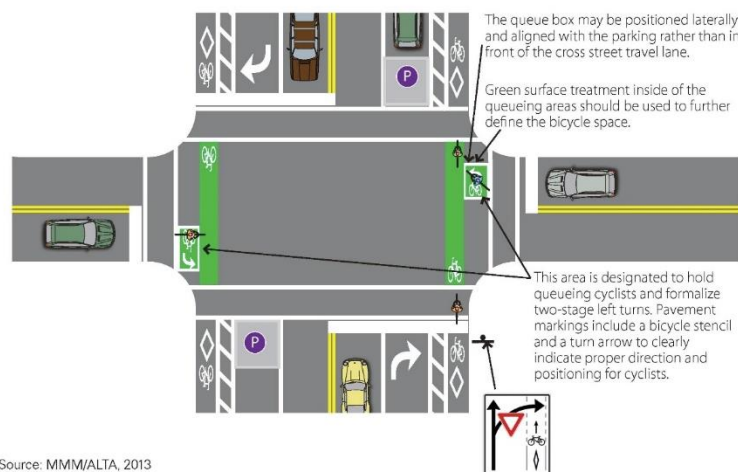 The queue box may be positioned laterally
and aligned with the parking rather than in
front of the cross street travel lane.
Green surface treatment inside of the
queueing areas should be used to further
define the bicycle space.
P
This area is designated to hold
queueing cyclists and formalize
two-stage left turns. Pavement
markings include a bicycle stencil
and a turn arrow to clearly
indicate proper direction and
positioning for cyclists.
P
Source: MMM/ALTA, 2013